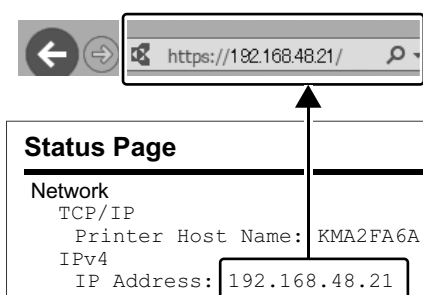 https://192.168.48.21/
Status Page
Network
TCP/IP
Printer Host Name: KMA2FA6A
IPv4
IP Address: 192.168.48.21